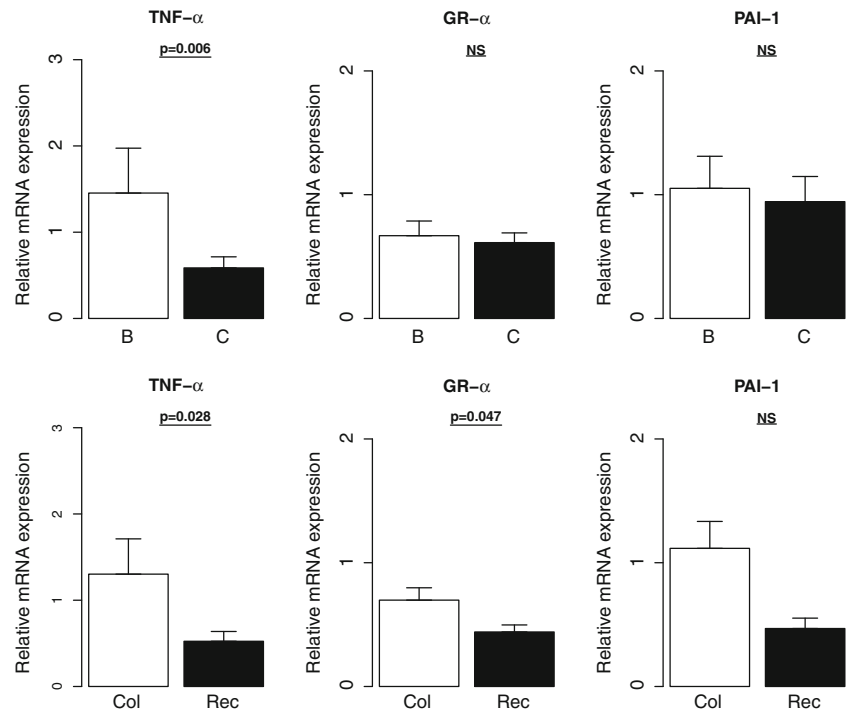 TNF-α
p=0.006
Relative mRNA expression
0 1 2 3
B C
GR-α
NS
Relative mRNA expression
0 1 2
B C
PAI-1
NS
Relative mRNA expression
0 1 2
B C
TNF-α
p=0.028
Relative mRNA expression
0 1 2 3
Col Rec
GR-α
p=0.047
Relative mRNA expression
0 1 2
Col Rec
PAI-1
NS
Relative mRNA expression
0 1 2
Col Rec